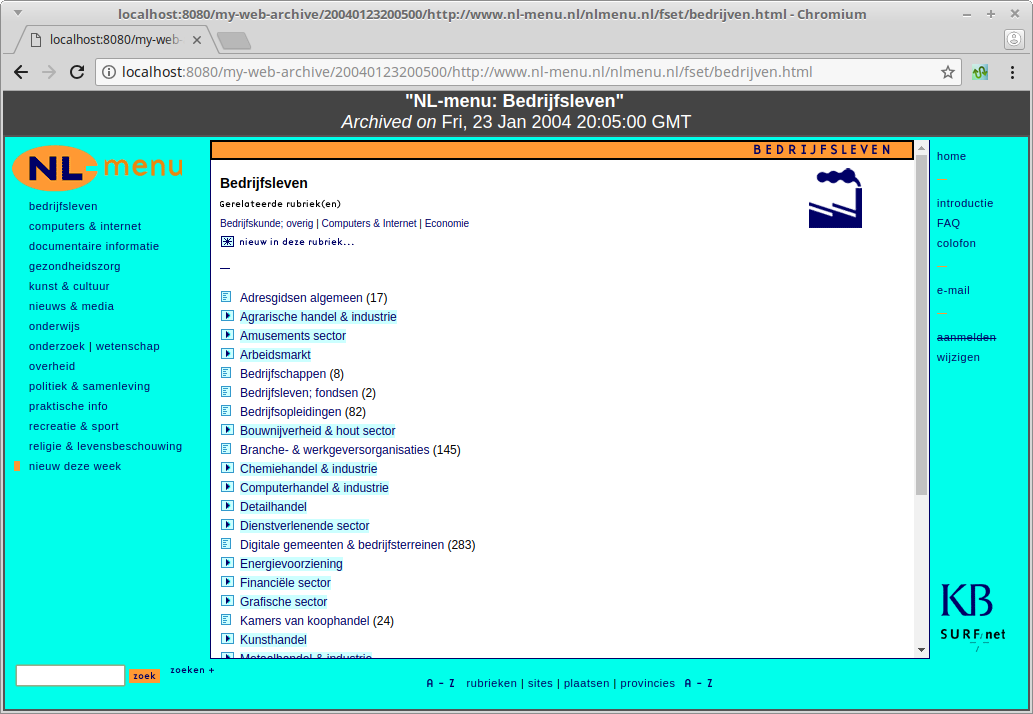 localhost:8080/my-web-archive/20040123200500/http://www.nl-menu.nl/nlmenu.nl/fset/bedrijven.html - Chromium
localhost:8080/my-web-
localhost:8080/my-web-archive/20040123200500/http://www.nl-menu.nl/nlmenu.nl/fset/bedrijven.html
"NL-menu: Bedrijfsleven"
Archived on Fri, 23 Jan 2004 20:05:00 GMT
NL-menu
bedrijfsleven
computers & internet
documentaire informatie
gezondheidszorg
kunst & cultuur
nieuws & media
onderwijs
onderzoek | wetenschap
overheid
politiek & samenleving
praktische info
recreatie & sport
religie & levensbeschouwing
nieuw deze week
BEDRIJFSLEVEN
Bedrijfsleven
Gerelateerde rubriek(en)
Bedrijfskunde; overig | Computers & Internet | Economie
nieuw in deze rubriek...
Adresgidsen algemeen (17)
Agrarische handel & industrie
Amusements sector
Arbeidsmarkt
Bedrijfschappen (8)
Bedrijfsleven; fondsen (2)
Bedrijfsopleidingen (82)
Bouwnijverheid & hout sector
Branche- & werkgeversorganisaties (145)
Chemiehandel & industrie
Computerhandel & industrie
Detailhandel
Dienstverlenende sector
Digitale gemeenten & bedrijfsterreinen (283)
Energievoorziening
Financiële sector
Grafische sector
Kamers van koophandel (24)
Kunsthandel
Metaalhandel & industrie
home
introductie
FAQ
colofon
e-mail
aanmelden
wijzigen
KB
SURFnet
zoek
zoeken +
A - Z rubrieken | sites | plaatsen | provincies A - Z